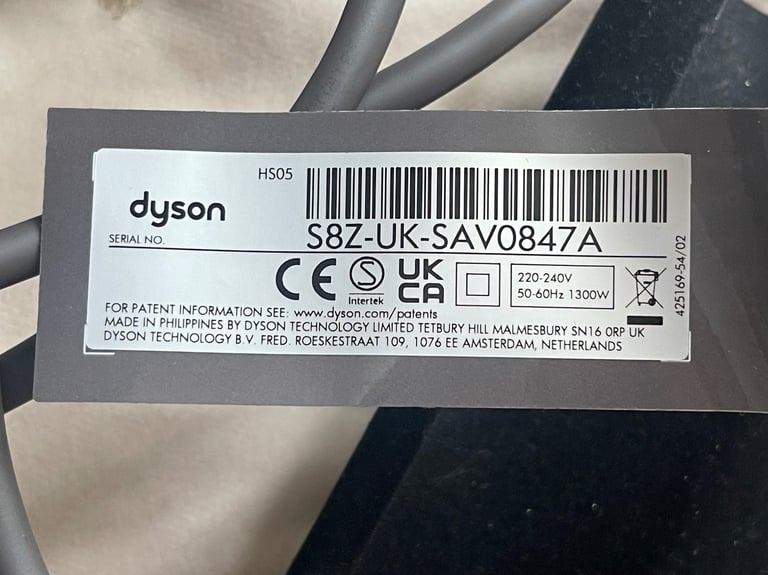 HS05
dyson
SERIAL NO.
S8Z-UK-SAV0847A
CE
S
Intertek
UK
CA
220-240V
50-60Hz 1300W
425169-54/02
FOR PATENT INFORMATION SEE: www.dyson.com/patents
MADE IN PHILIPPINES BY DYSON TECHNOLOGY LIMITED TETBURY HILL MALMESBURY SN16 0RP UK
DYSON TECHNOLOGY B.V. FRED. ROESKESTRAAT 109, 1076 EE AMSTERDAM, NETHERLANDS